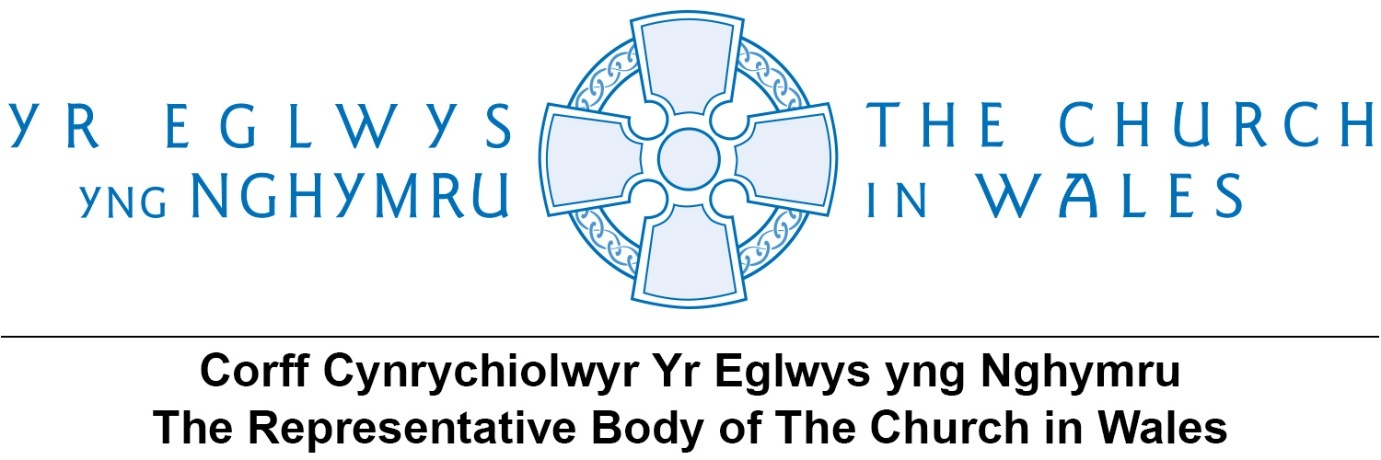 YR EGLWYS
YNG NGHYMRU
THE CHURCH
IN WALES
Corff Cynrychiolwyr Yr Eglwys yng Nghymru
The Representative Body of The Church in Wales